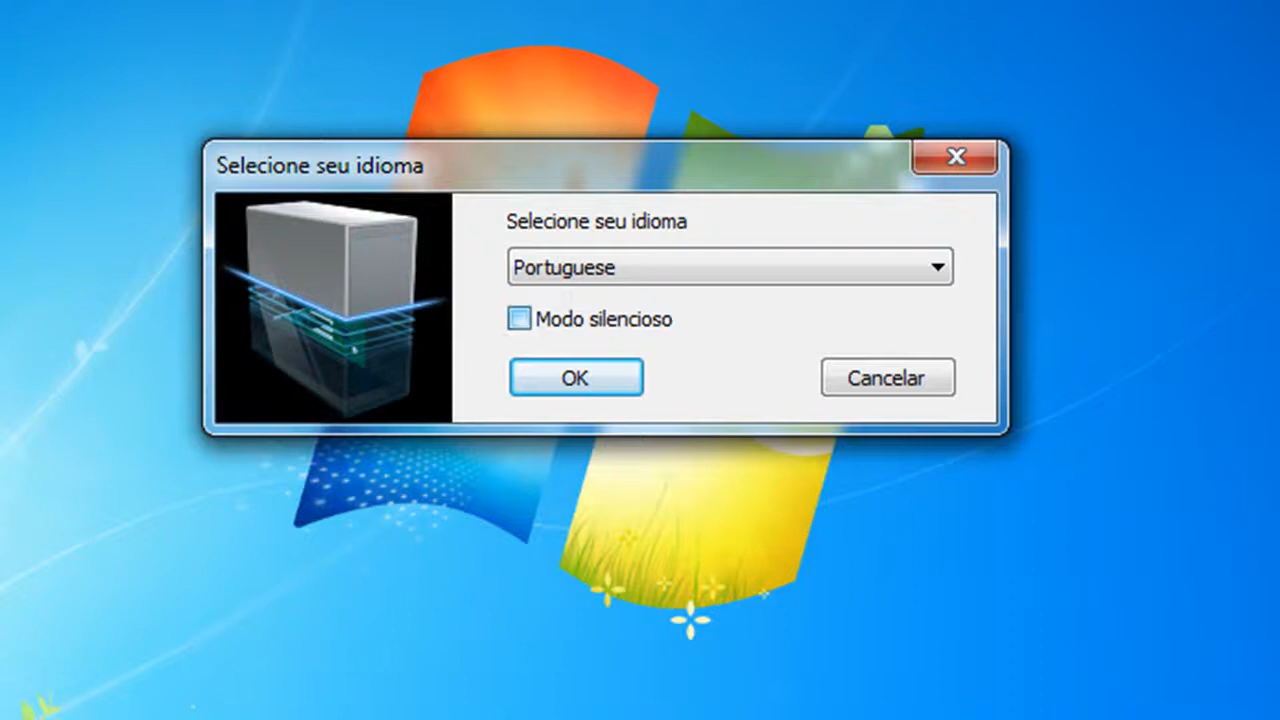 Selecione seu idioma
Selecione seu idioma
Portuguese
Modo silencioso
OK
Cancelar